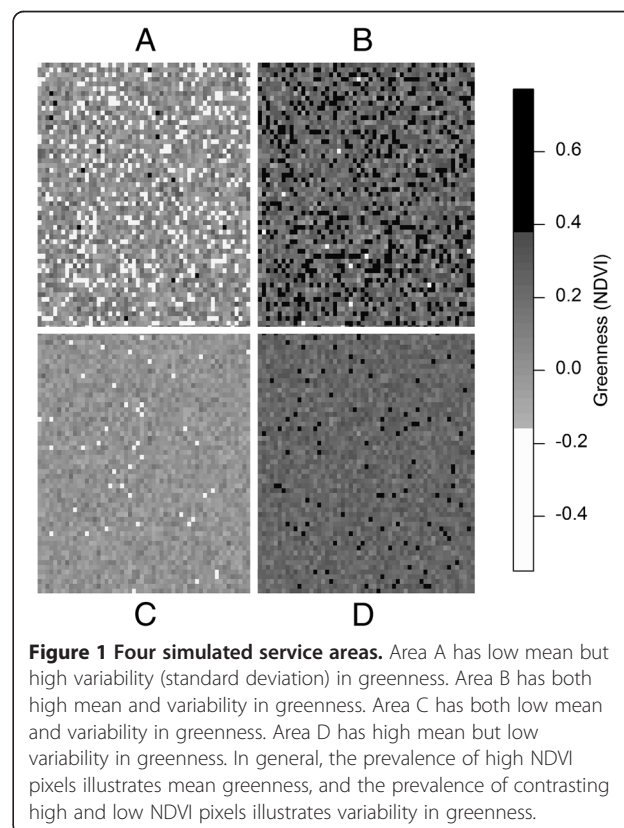 A B
0.6
0.4
0.2
0.0
-0.2
-0.4
Greenness (NDVI)
C D
Figure 1 Four simulated service areas. Area A has low mean but
high variability (standard deviation) in greenness. Area B has both
high mean and variability in greenness. Area C has both low mean
and variability in greenness. Area D has high mean but low
variability in greenness. In general, the prevalence of high NDVI
pixels illustrates mean greenness, and the prevalence of contrasting
high and low NDVI pixels illustrates variability in greenness.